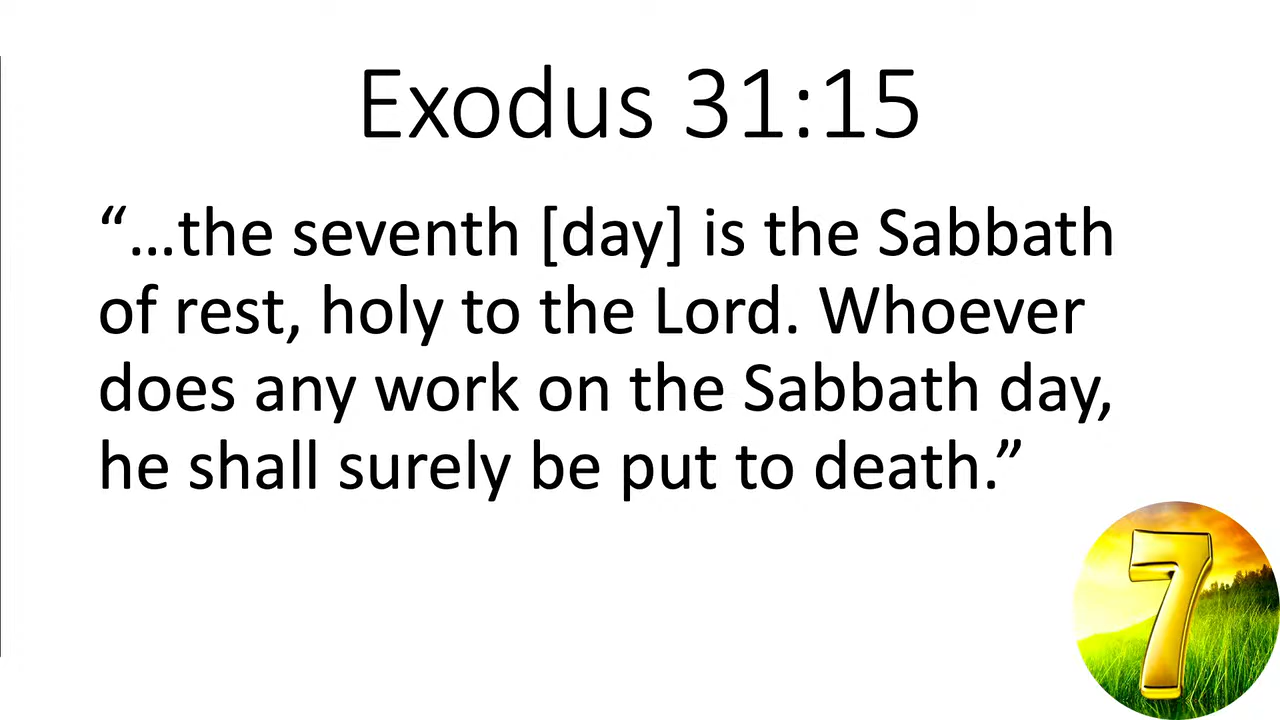 Exodus 31:15
“…the seventh [day] is the Sabbath
of rest, holy to the Lord. Whoever
does any work on the Sabbath day,
he shall surely be put to death.”
7